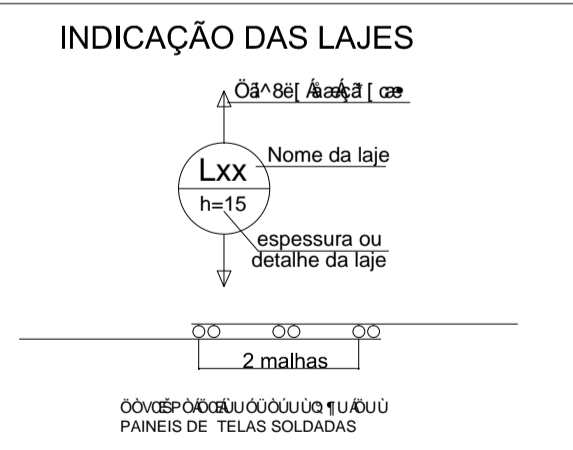 INDICAÇÃO DAS LAJES
Lxx
Nome da laje
h=15
espessura ou
detalhe da laje
2 malhas
PAINEIS DE TELAS SOLDADAS